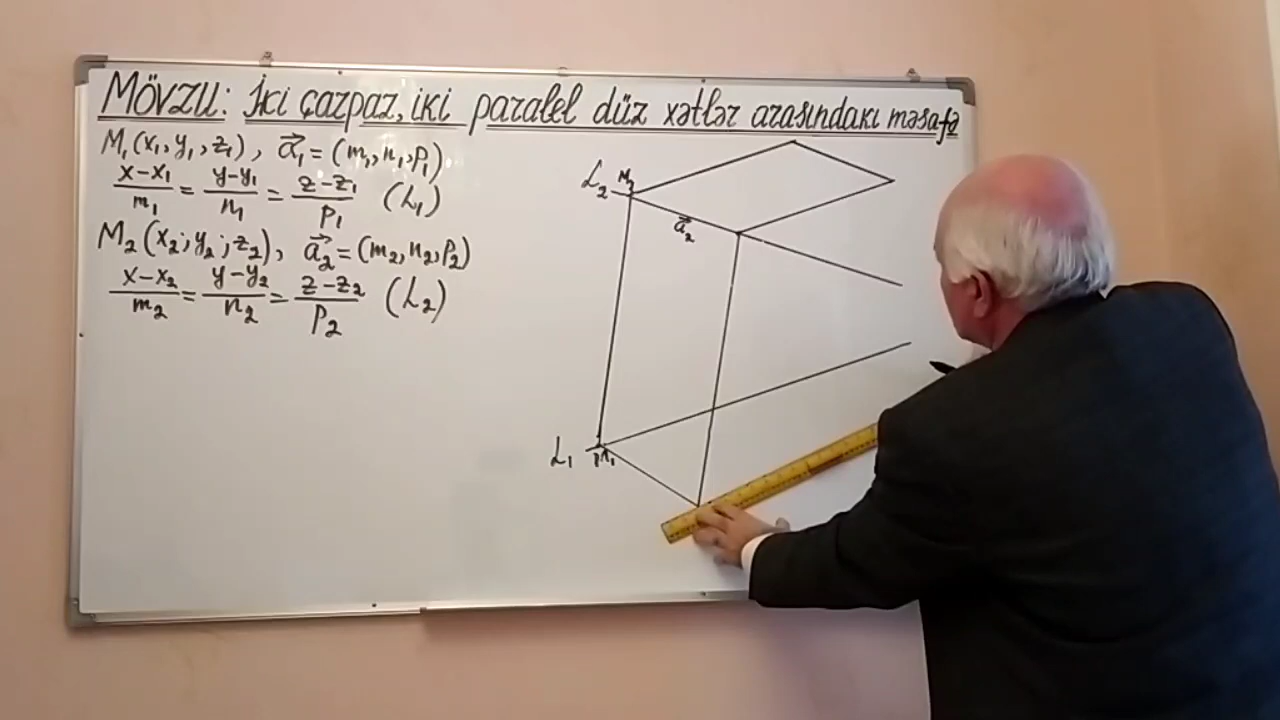 Mövzu: İki çarpaz, iki paralel düz xətlər arasındakı məsafə
M₁(x₁, y₁, z₁), a⃗₁=(m₁, n₁, p₁)
(x-x₁)/m₁ = (y-y₁)/n₁ = (z-z₁)/p₁ (L₁)
M₂(x₂; y₂; z₂), a⃗₂=(m₂, n₂, p₂)
(x-x₂)/m₂ = (y-y₂)/n₂ = (z-z₂)/p₂ (L₂)
L₂ M₂
a⃗₂
L₁ M₁